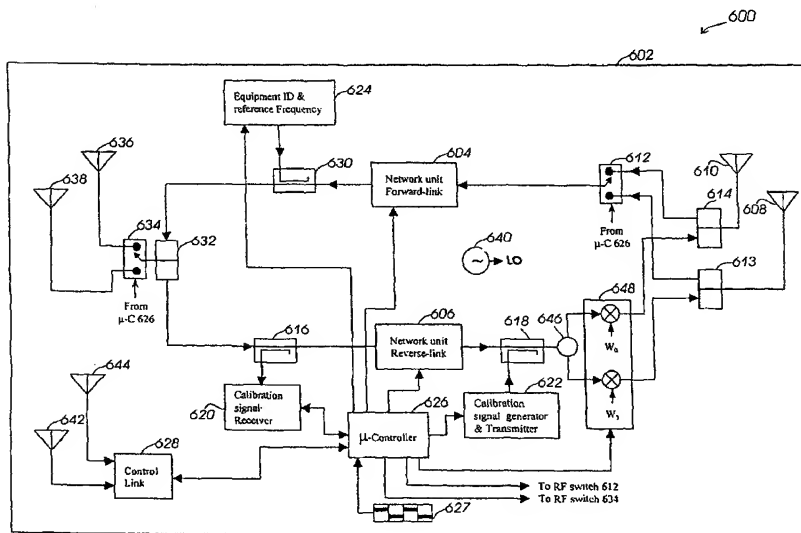 600
602
Equipment ID &
reference Frequency
624
636
638
630
604
Network unit
Forward-link
612
610
614
608
634
632
From
μ-C 626
640
LO
From
μ-C 626
613
616
606
Network unit
Reverse-link
618
646
648
W₀
W₁
644
642
628
Control
Link
620
Calibration
signal-
Receiver
626
μ-Controller
622
Calibration
signal generator
& Transmitter
To RF switch 612
To RF switch 634
627